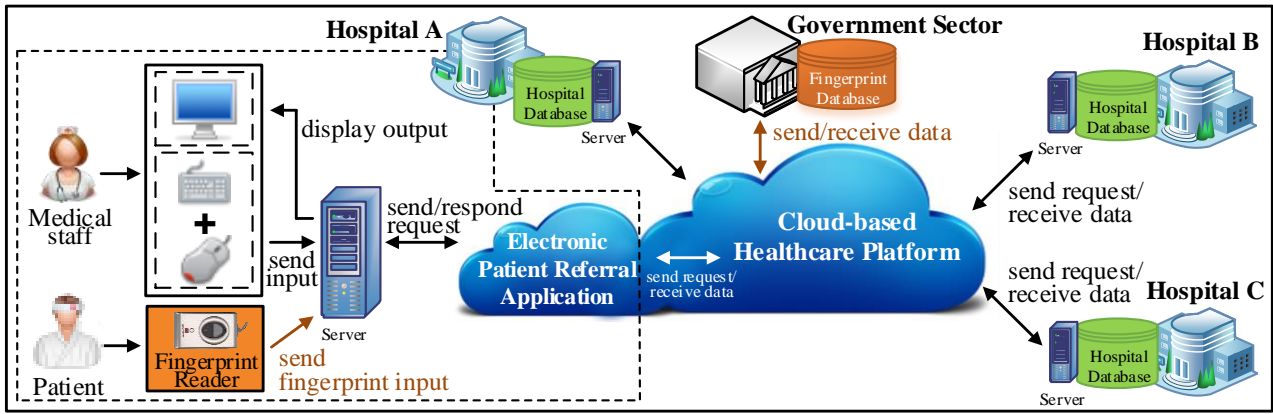 Hospital A
Hospital
Database
Server
Government Sector
Fingerprint
Database
send/receive data
Hospital B
Server
Hospital
Database
send request/
receive data
display output
Medical
staff
+
send
input
Server
send/respond
request
Electronic
Patient Referral
Application
send request/
receive data
Cloud-based
Healthcare Platform
send request/
receive data
Hospital C
Hospital
Database
Server
Patient
Fingerprint
Reader
send
fingerprint input